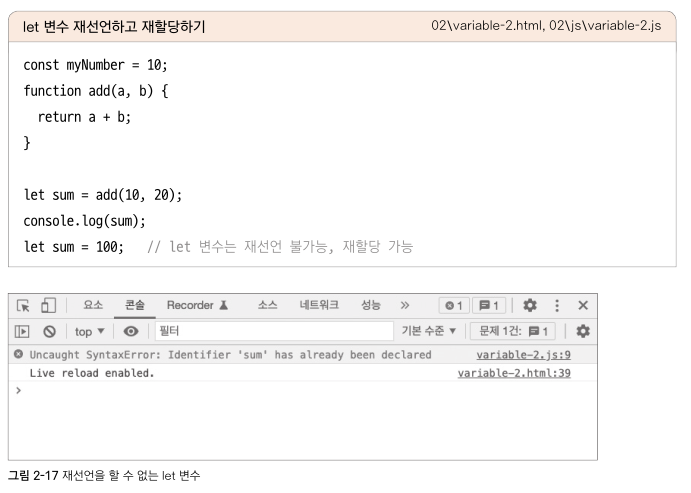 let 변수 재선언하고 재할당하기 02\variable-2.html, 02\js\variable-2.js
const myNumber = 10;
function add(a, b) {
  return a + b;
}
let sum = add(10, 20);
console.log(sum);
let sum = 100;   // let 변수는 재선언 불가능, 재할당 가능
요소 콘솔 Recorder 소스 네트워크 성능 » 1 1
top ▼ 필터 기본 수준 ▼ 문제 1건: 1
Uncaught SyntaxError: Identifier 'sum' has already been declared variable-2.js:9
Live reload enabled. variable-2.html:39
>
그림 2-17 재선언을 할 수 없는 let 변수